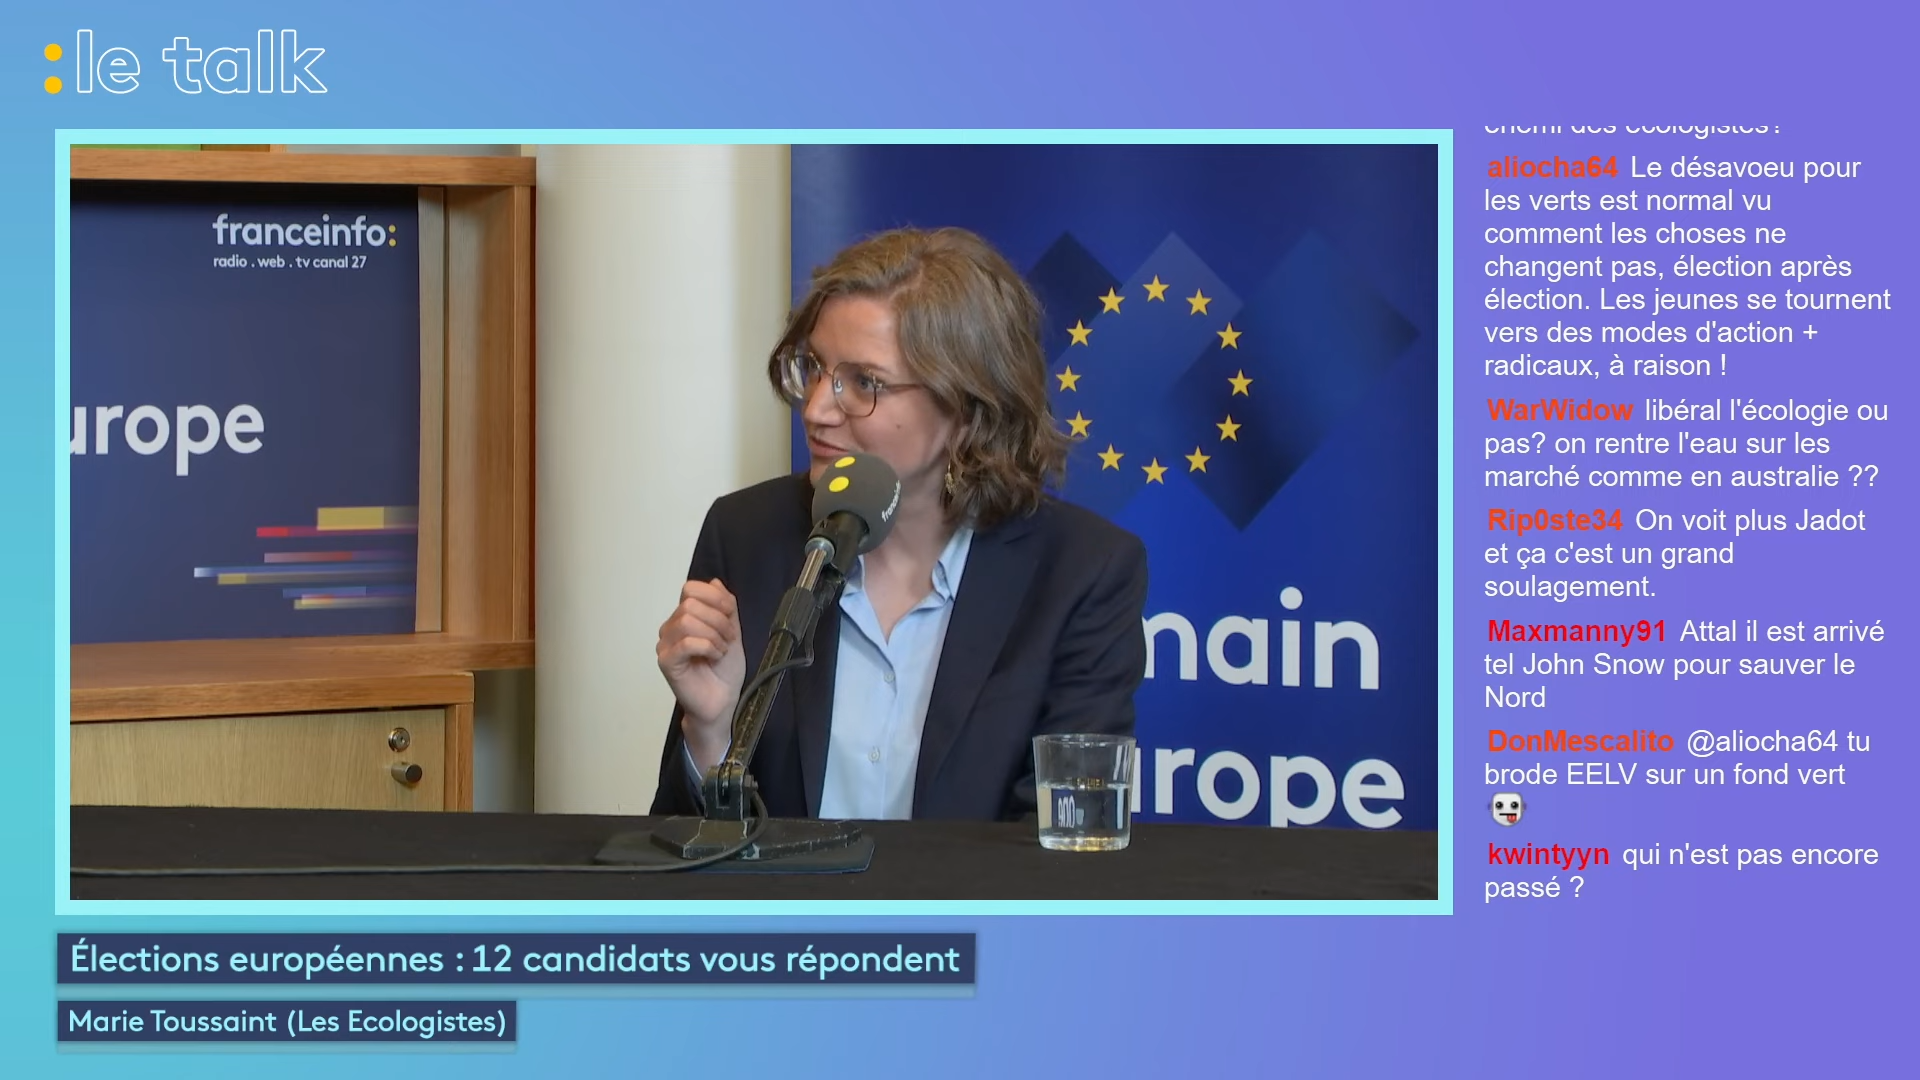 :le talk
franceinfo:
radio . web . tv canal 27
urope
main
urope
franceinfo
aliocha64 Le désavoeu pour
les verts est normal vu
comment les choses ne
changent pas, élection après
élection. Les jeunes se tournent
vers des modes d'action +
radicaux, à raison !
WarWidow libéral l'écologie ou
pas? on rentre l'eau sur les
marché comme en australie ??
Rip0ste34 On voit plus Jadot
et ça c'est un grand
soulagement.
Maxmanny91 Attal il est arrivé
tel John Snow pour sauver le
Nord
DonMescalito @aliocha64 tu
brode EELV sur un fond vert
kwintyyn qui n'est pas encore
passé ?
Élections européennes : 12 candidats vous répondent
Marie Toussaint (Les Ecologistes)